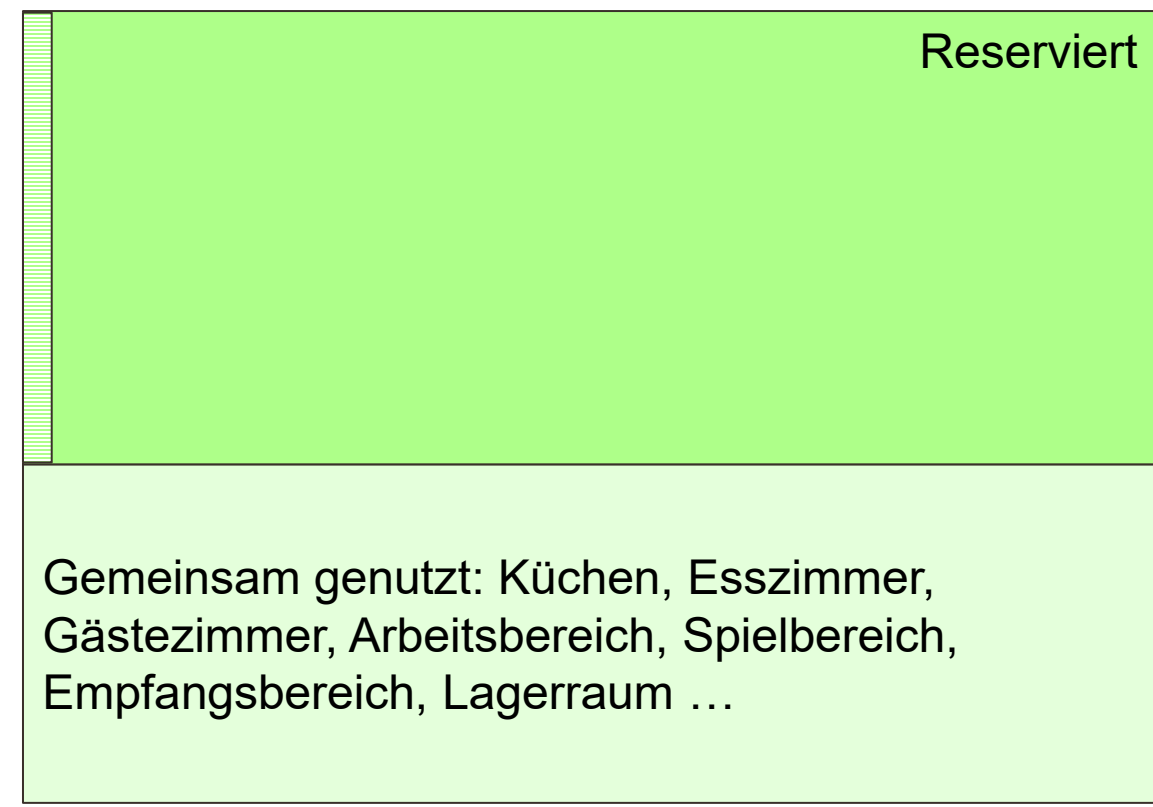 Reserviert
Gemeinsam genutzt: Küchen, Esszimmer,
Gästezimmer, Arbeitsbereich, Spielbereich,
Empfangsbereich, Lagerraum …